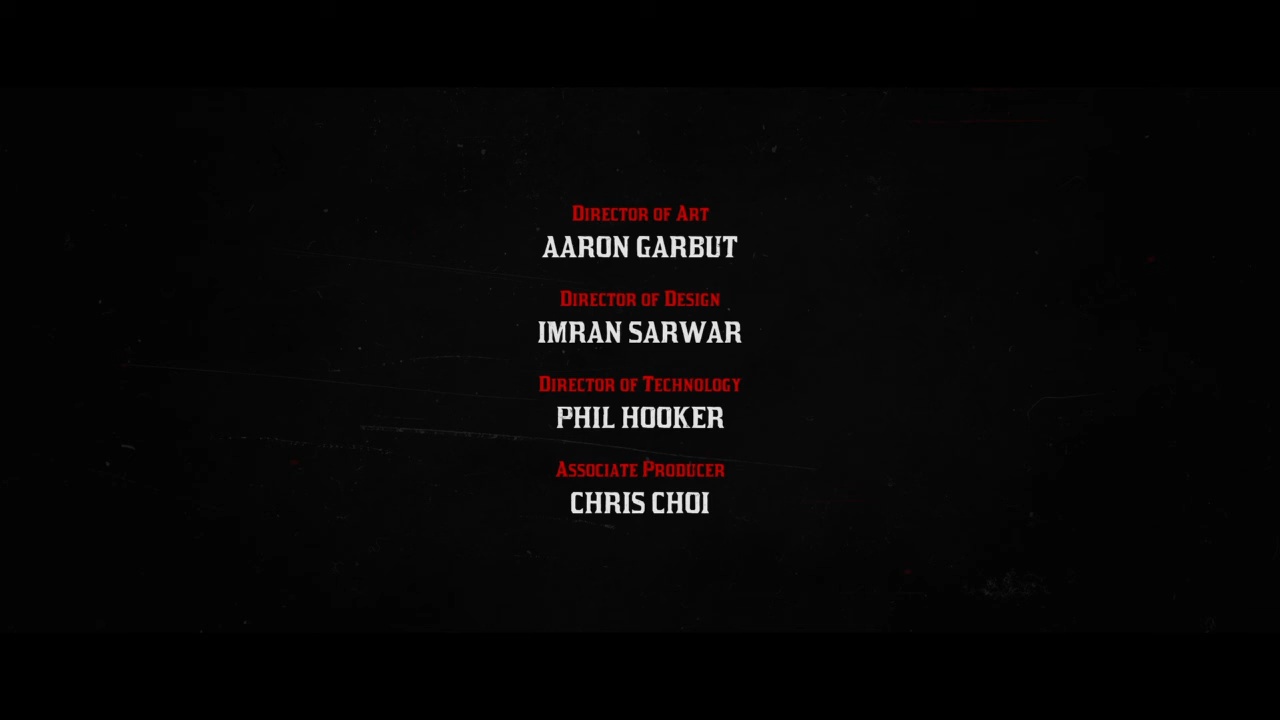 Director of Art
AARON GARBUT
Director of Design
IMRAN SARWAR
Director of Technology
PHIL HOOKER
Associate Producer
CHRIS CHOI